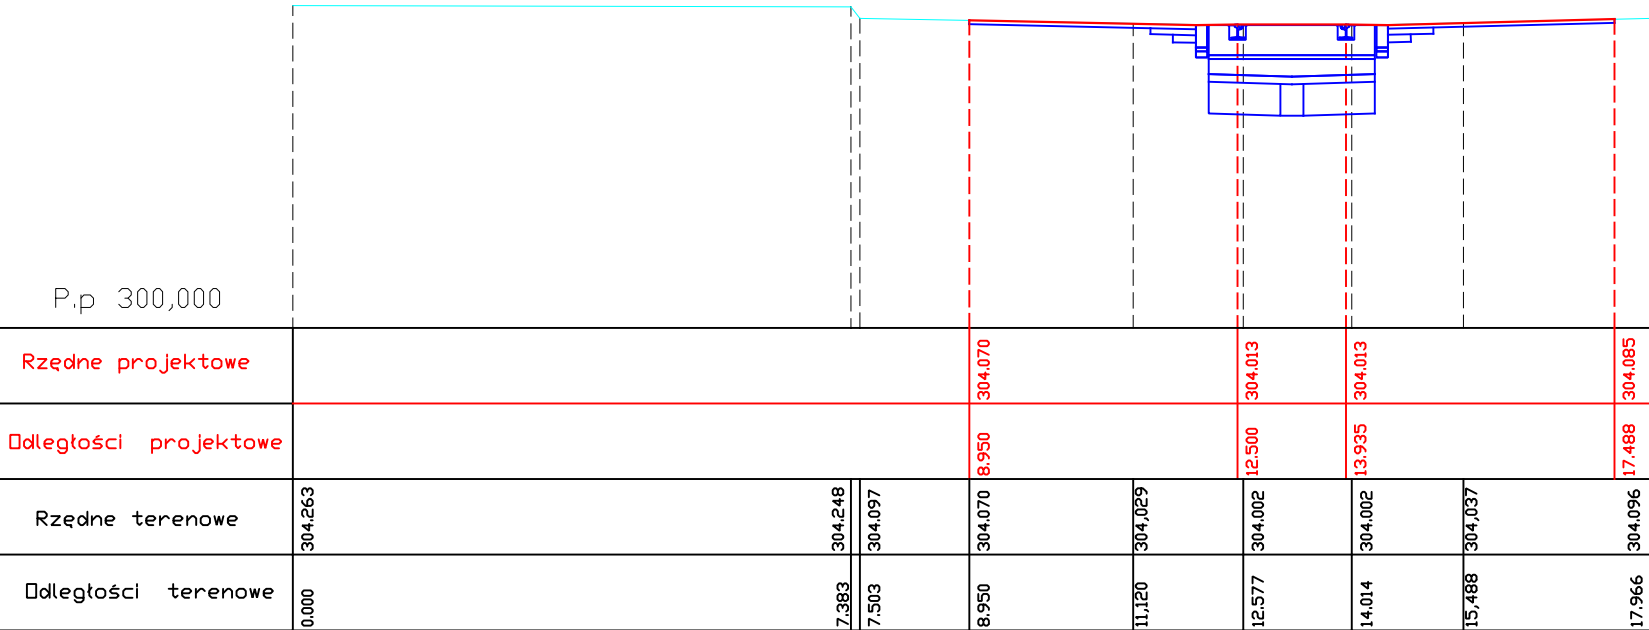 P.p 300,000
Rzędne projektowe 304.070 304.013 304.013 304.085
Odległości projektowe 8.950 12.500 13.935 17.488
Rzędne terenowe 304.263 304.248 304.097 304.070 304,029 304.002 304.002 304,037 304.096
Odległości terenowe 0.000 7.383 7.503 8.950 11,120 12.577 14.014 15,488 17.966